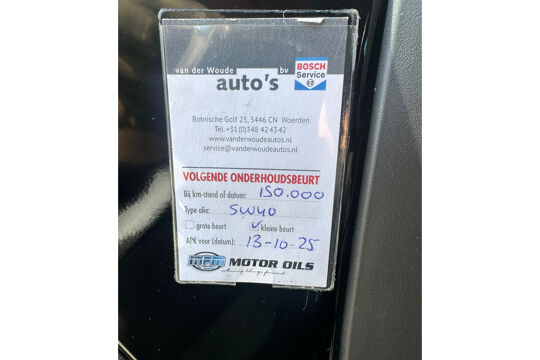 van der Woude bv
auto's
BOSCH
Service
Botnische Golf 25, 3446 CN Woerden
Tel. +31 (0)348 42 43 42
www.vanderwoudeautos.nl
service@vanderwoudeautos.nl
VOLGENDE ONDERHOUDSBEURT
Bij km-stand of datum: 150.000
Type olie: 5W40
grote beurt kleine beurt
APK voor (datum): 13-10-25
MPM MOTOR OILS